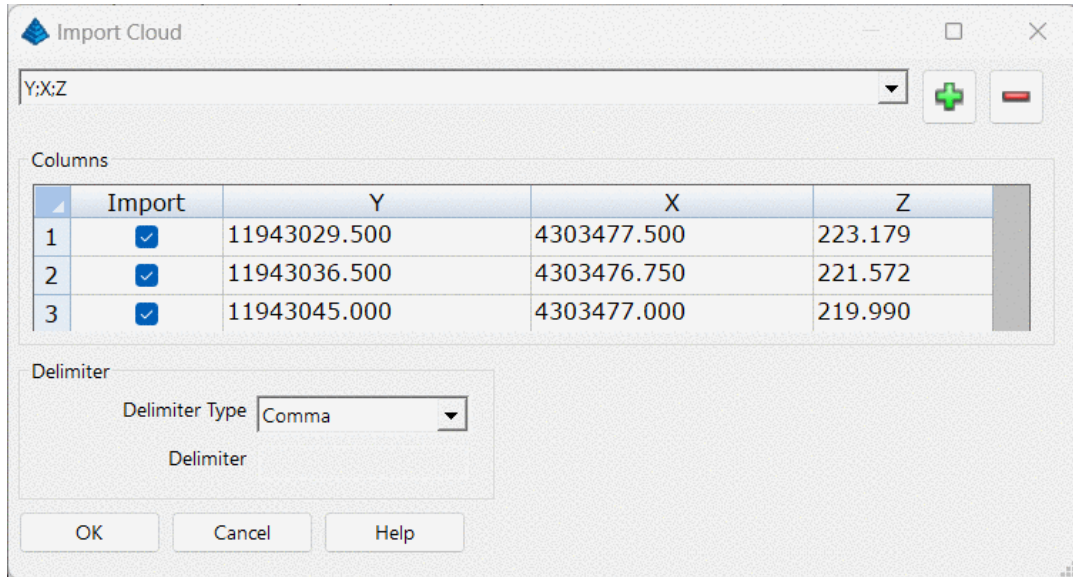 Import Cloud
Y;X;Z
Columns
Import Y X Z
1 11943029.500 4303477.500 223.179
2 11943036.500 4303476.750 221.572
3 11943045.000 4303477.000 219.990
Delimiter
Delimiter Type Comma
Delimiter
OK Cancel Help